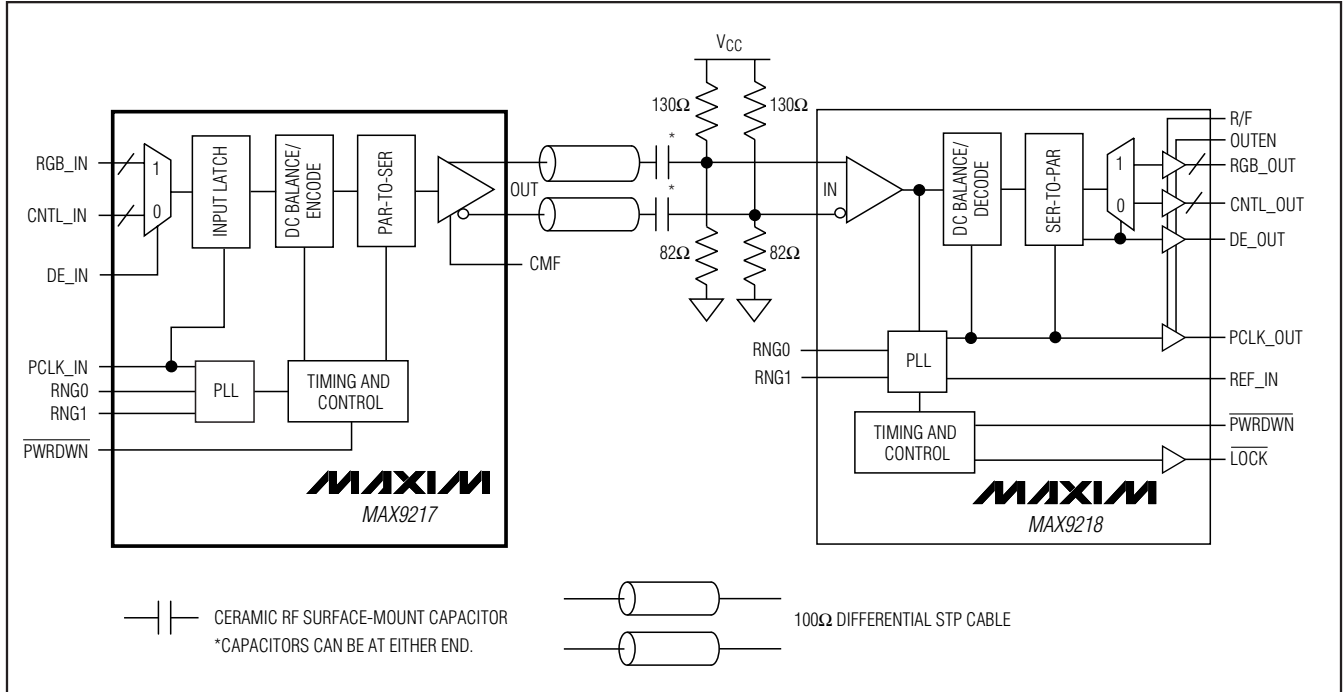 VCC
130Ω
130Ω
*
*
82Ω
82Ω
RGB_IN
CNTL_IN
DE_IN
PCLK_IN
RNG0
RNG1
PWRDWN
1
0
INPUT LATCH
DC BALANCE/
ENCODE
PAR-TO-SER
PLL
TIMING AND
CONTROL
OUT
CMF
MAXIM
MAX9217
IN
DC BALANCE/
DECODE
SER-TO-PAR
1
0
R/F
OUTEN
RGB_OUT
CNTL_OUT
DE_OUT
PCLK_OUT
RNG0
RNG1
PLL
REF_IN
TIMING AND
CONTROL
PWRDWN
LOCK
MAXIM
MAX9218
CERAMIC RF SURFACE-MOUNT CAPACITOR
*CAPACITORS CAN BE AT EITHER END.
100Ω DIFFERENTIAL STP CABLE